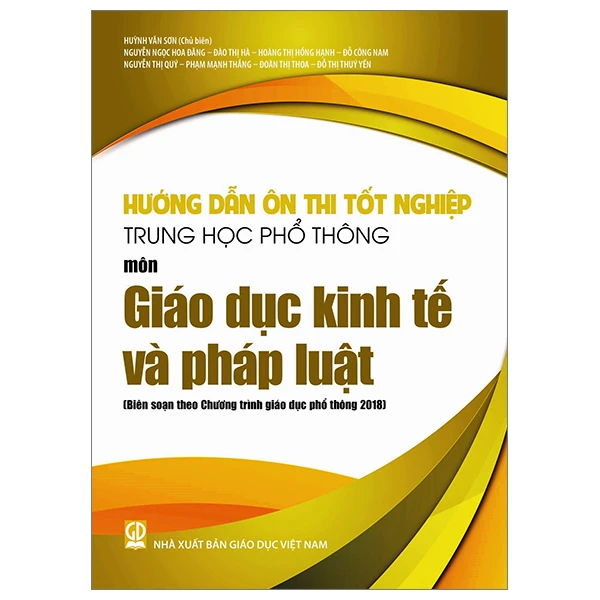 HUỲNH VĂN SƠN (Chủ biên)
NGUYỄN NGỌC HOA ĐĂNG – ĐÀO THỊ HÀ – HOÀNG THỊ HỒNG HẠNH – ĐỖ CÔNG NAM
NGUYỄN THỊ QUÝ – PHẠM MẠNH THẮNG – ĐOÀN THỊ THOA – ĐỖ THỊ THUÝ YẾN
HƯỚNG DẪN ÔN THI TỐT NGHIỆP
TRUNG HỌC PHỔ THÔNG
môn
Giáo dục kinh tế
và pháp luật
(Biên soạn theo Chương trình giáo dục phổ thông 2018)
GD
NHÀ XUẤT BẢN GIÁO DỤC VIỆT NAM